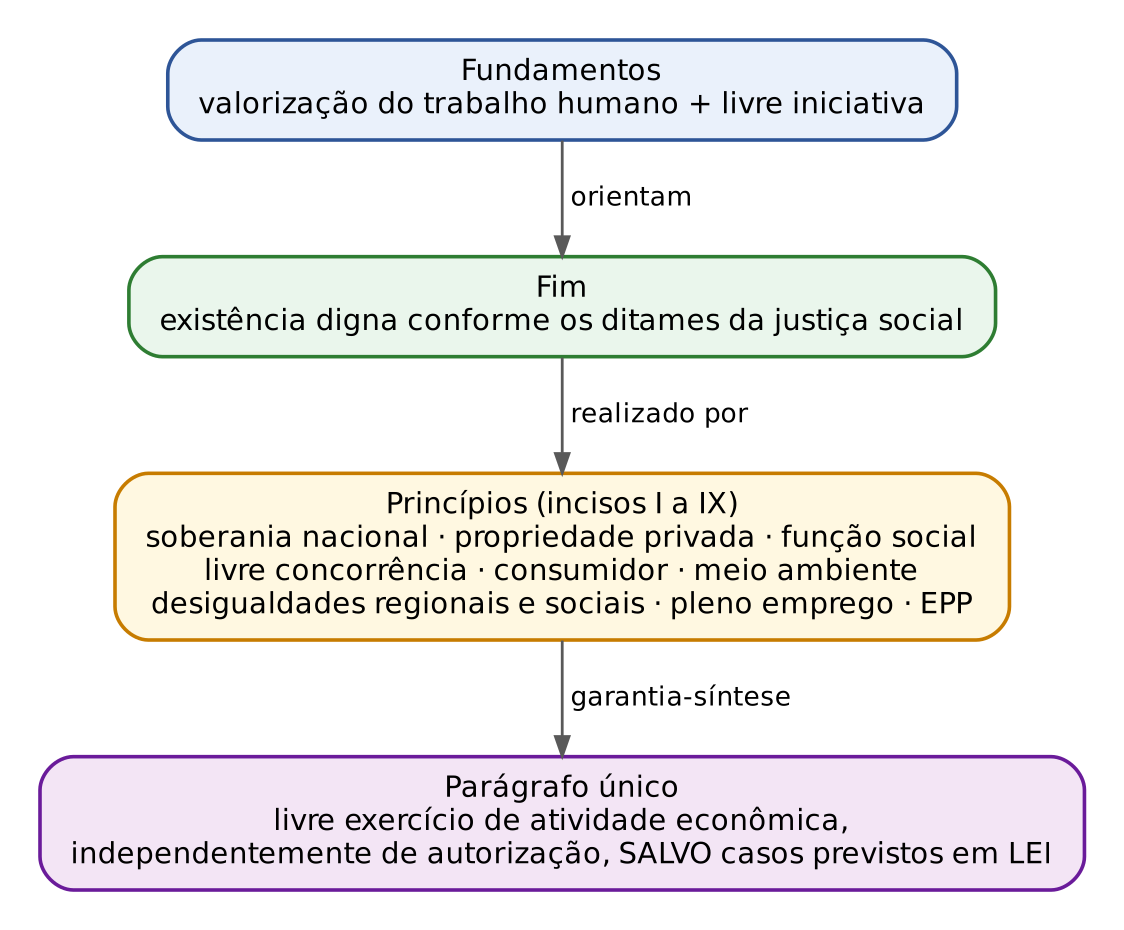 Fundamentos
valorização do trabalho humano + livre iniciativa
orientam
Fim
existência digna conforme os ditames da justiça social
realizado por
Princípios (incisos I a IX)
soberania nacional · propriedade privada · função social
livre concorrência · consumidor · meio ambiente
desigualdades regionais e sociais · pleno emprego · EPP
garantia-síntese
Parágrafo único
livre exercício de atividade econômica,
independentemente de autorização, SALVO casos previstos em LEI